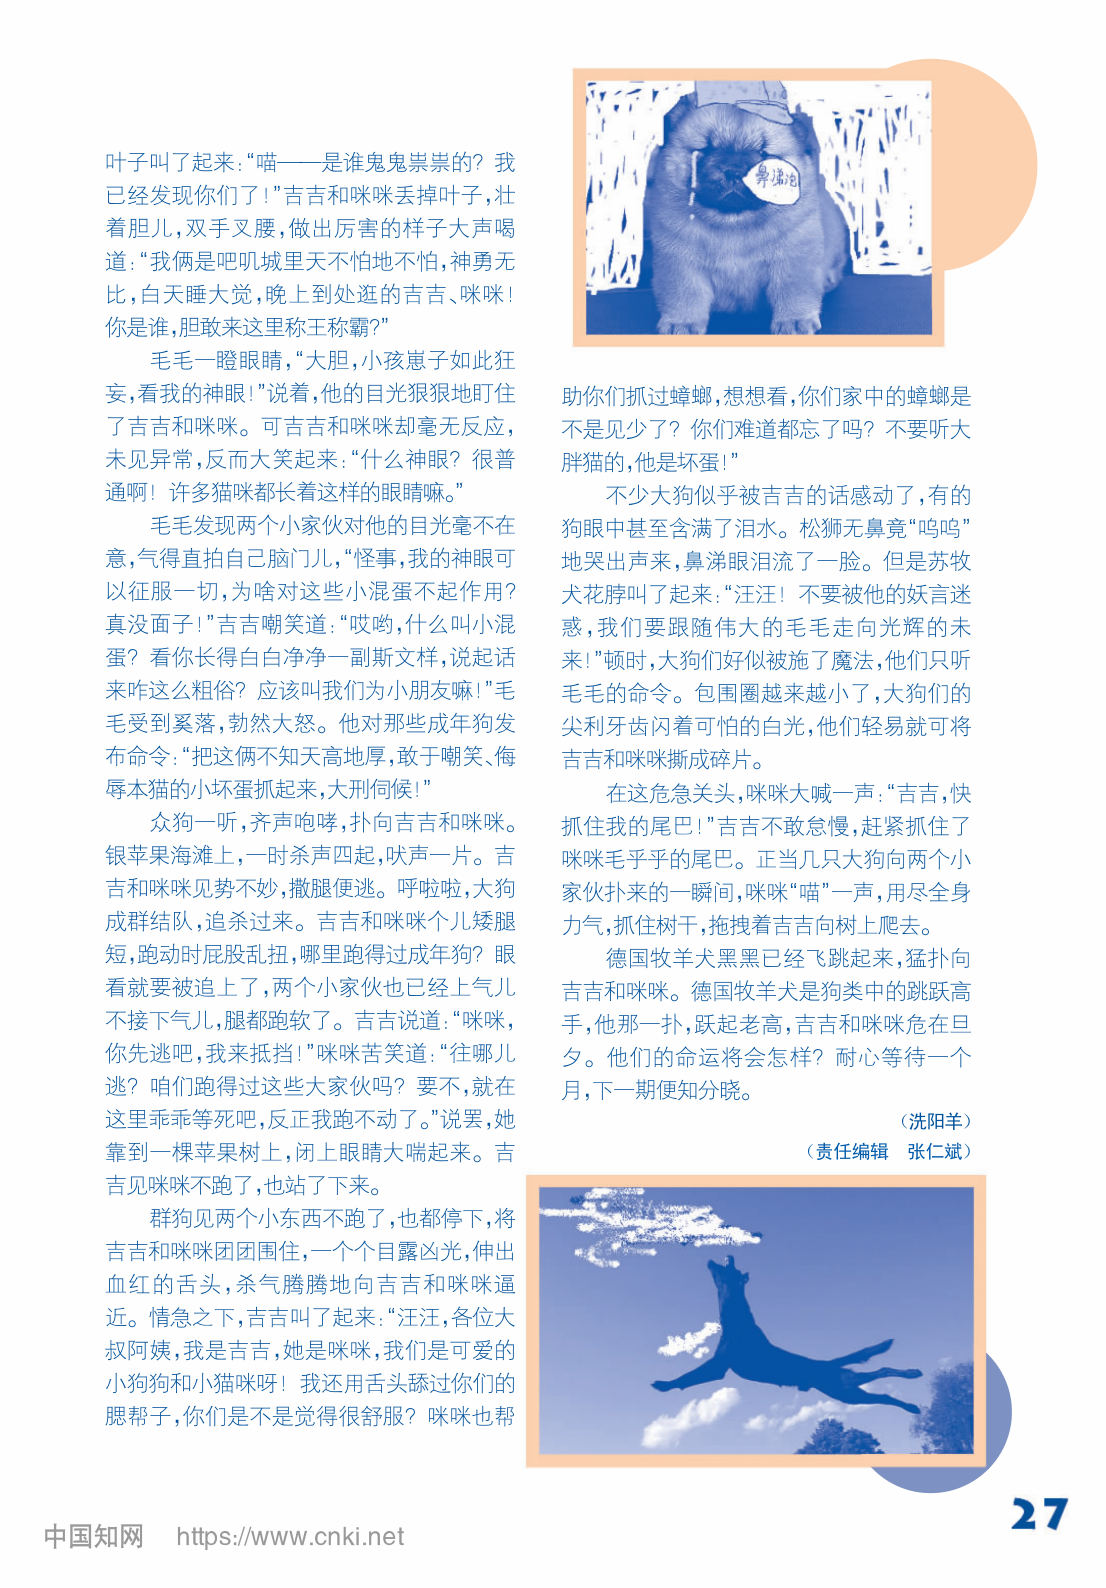 叶子叫了起来：“喵——是谁鬼鬼祟祟的？我
已经发现你们了！”吉吉和咪咪丢掉叶子，壮
着胆儿，双手叉腰，做出厉害的样子大声喝
道：“我俩是吧叽城里天不怕地不怕，神勇无
比，白天睡大觉，晚上到处逛的吉吉、咪咪！
你是谁，胆敢来这里称王称霸？”
毛毛一瞪眼睛，“大胆，小孩崽子如此狂
妄，看我的神眼！”说着，他的目光狠狠地盯住
了吉吉和咪咪。可吉吉和咪咪却毫无反应，
未见异常，反而大笑起来：“什么神眼？很普
通啊！许多猫咪都长着这样的眼睛嘛。”
毛毛发现两个小家伙对他的目光毫不在
意，气得直拍自己脑门儿，“怪事，我的神眼可
以征服一切，为啥对这些小混蛋不起作用？
真没面子！”吉吉嘲笑道：“哎哟，什么叫小混
蛋？看你长得白白净净一副斯文样，说起话
来咋这么粗俗？应该叫我们为小朋友嘛！”毛
毛受到奚落，勃然大怒。他对那些成年狗发
布命令：“把这俩不知天高地厚，敢于嘲笑、侮
辱本猫的小坏蛋抓起来，大刑伺候！”
众狗一听，齐声咆哮，扑向吉吉和咪咪。
银苹果海滩上，一时杀声四起，吠声一片。吉
吉和咪咪见势不妙，撒腿便逃。呼啦啦，大狗
成群结队，追杀过来。吉吉和咪咪个儿矮腿
短，跑动时屁股乱扭，哪里跑得过成年狗？眼
看就要被追上了，两个小家伙也已经上气儿
不接下气儿，腿都跑软了。吉吉说道：“咪咪，
你先逃吧，我来抵挡！”咪咪苦笑道：“往哪儿
逃？咱们跑得过这些大家伙吗？要不，就在
这里乖乖等死吧，反正我跑不动了。”说罢，她
靠到一棵苹果树上，闭上眼睛大喘起来。吉
吉见咪咪不跑了，也站了下来。
群狗见两个小东西不跑了，也都停下，将
吉吉和咪咪团团围住，一个个目露凶光，伸出
血红的舌头，杀气腾腾地向吉吉和咪咪逼
近。情急之下，吉吉叫了起来：“汪汪，各位大
叔阿姨，我是吉吉，她是咪咪，我们是可爱的
小狗狗和小猫咪呀！我还用舌头舔过你们的
腮帮子，你们是不是觉得很舒服？咪咪也帮
鼻涕泡
助你们抓过蟑螂，想想看，你们家中的蟑螂是
不是见少了？你们难道都忘了吗？不要听大
胖猫的，他是坏蛋！”
不少大狗似乎被吉吉的话感动了，有的
狗眼中甚至含满了泪水。松狮无鼻竟“呜呜”
地哭出声来，鼻涕眼泪流了一脸。但是苏牧
犬花脖叫了起来：“汪汪！不要被他的妖言迷
惑，我们要跟随伟大的毛毛走向光辉的未
来！”顿时，大狗们好似被施了魔法，他们只听
毛毛的命令。包围圈越来越小了，大狗们的
尖利牙齿闪着可怕的白光，他们轻易就可将
吉吉和咪咪撕成碎片。
在这危急关头，咪咪大喊一声：“吉吉，快
抓住我的尾巴！”吉吉不敢怠慢，赶紧抓住了
咪咪毛乎乎的尾巴。正当几只大狗向两个小
家伙扑来的一瞬间，咪咪“喵”一声，用尽全身
力气，抓住树干，拖拽着吉吉向树上爬去。
德国牧羊犬黑黑已经飞跳起来，猛扑向
吉吉和咪咪。德国牧羊犬是狗类中的跳跃高
手，他那一扑，跃起老高，吉吉和咪咪危在旦
夕。他们的命运将会怎样？耐心等待一个
月，下一期便知分晓。
（洗阳羊）
（责任编辑　张仁斌）
27
中国知网 https://www.cnki.net